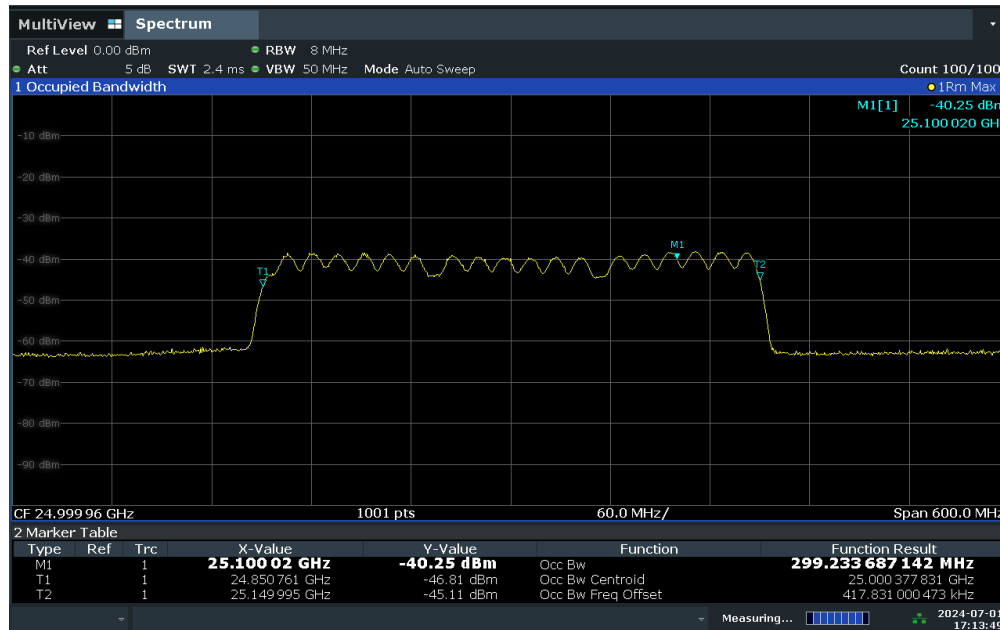 MultiView Spectrum
Ref Level 0.00 dBm RBW 8 MHz
Att 5 dB SWT 2.4 ms VBW 50 MHz Mode Auto Sweep Count 100/100
1 Occupied Bandwidth 1Rm Max
M1[1] -40.25 dBm
25.100 020 GH
-10 dBm
-20 dBm
-30 dBm
M1
-40 dBm
T1 T2
-50 dBm
-60 dBm
-70 dBm
-80 dBm
-90 dBm
CF 24.999 96 GHz 1001 pts 60.0 MHz/ Span 600.0 MHz
2 Marker Table
Type Ref Trc X-Value Y-Value Function Function Result
M1 1 25.100 02 GHz -40.25 dBm Occ Bw 299.233 687 142 MHz
T1 1 24.850 761 GHz -46.81 dBm Occ Bw Centroid 25.000 377 831 GHz
T2 1 25.149 995 GHz -45.11 dBm Occ Bw Freq Offset 417.831 000 473 kHz
Measuring... 2024-07-01
17:13:49